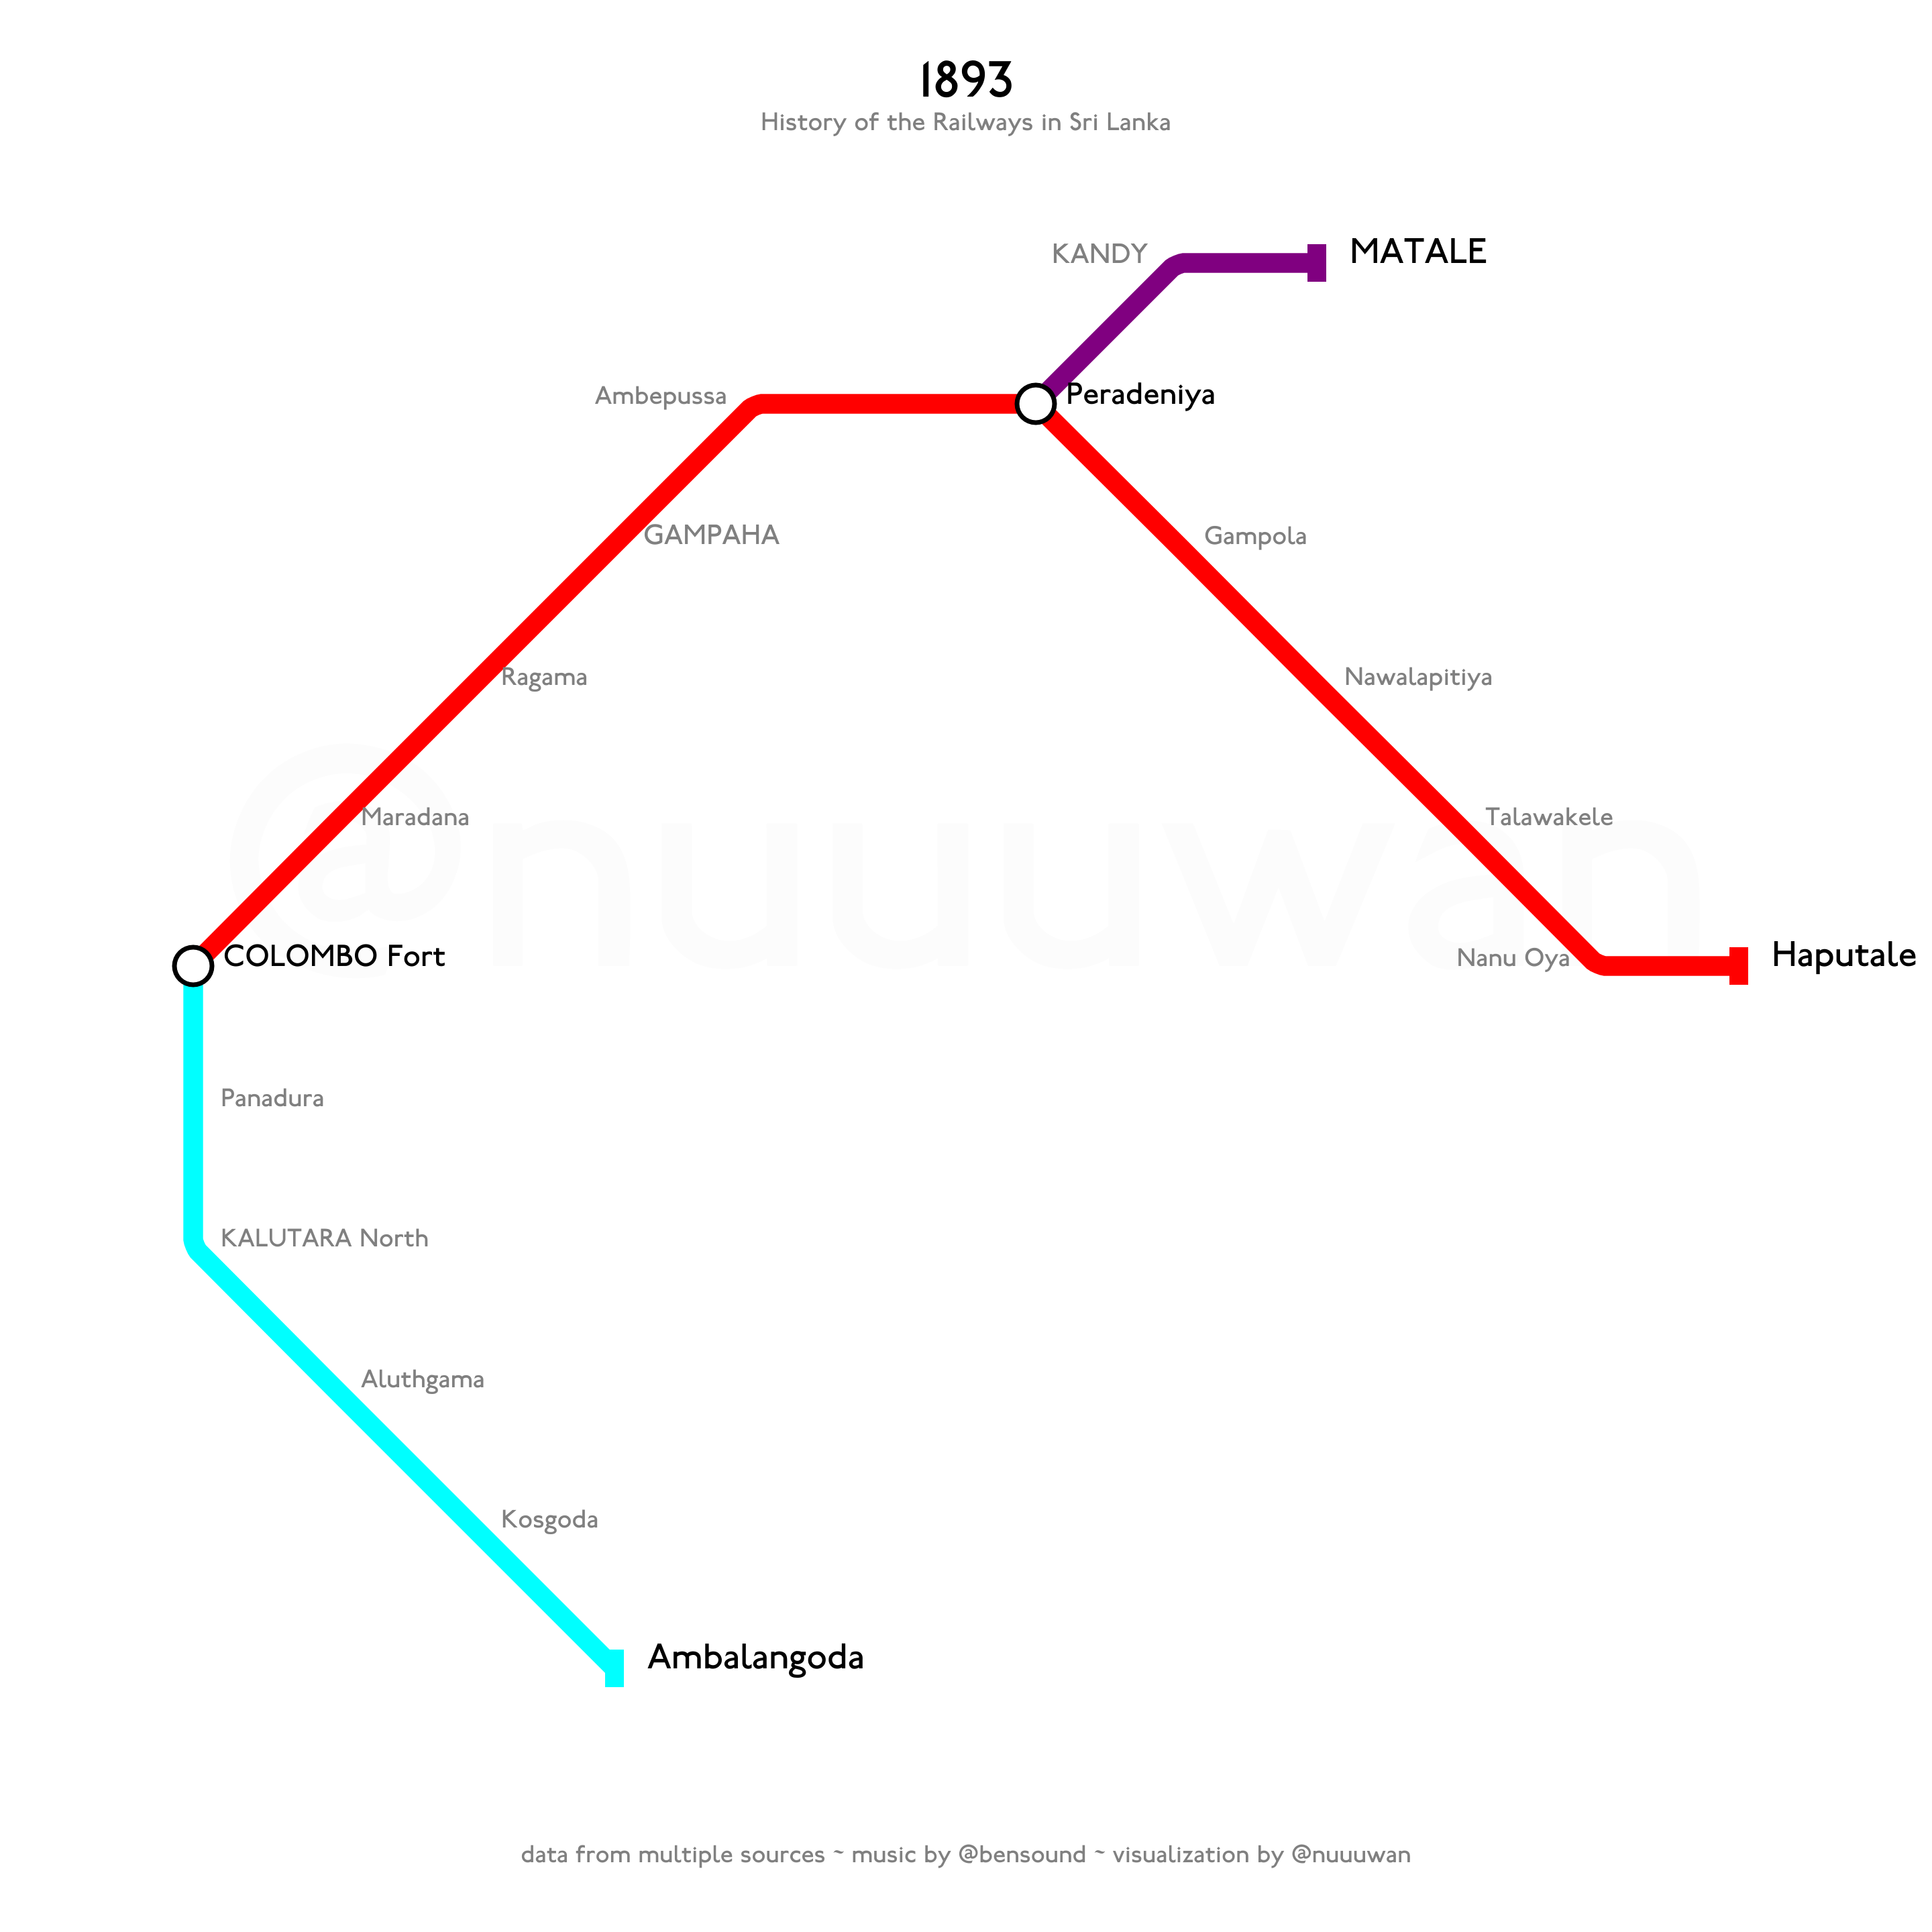 1893
History of the Railways in Sri Lanka
KANDY
MATALE
Ambepussa
Peradeniya
GAMPAHA
Gampola
Ragama
Nawalapitiya
Maradana
Talawakele
@nuuuwan
COLOMBO Fort
Nanu Oya
Haputale
Panadura
KALUTARA North
Aluthgama
Kosgoda
Ambalangoda
data from multiple sources ~ music by @bensound ~ visualization by @nuuuwan